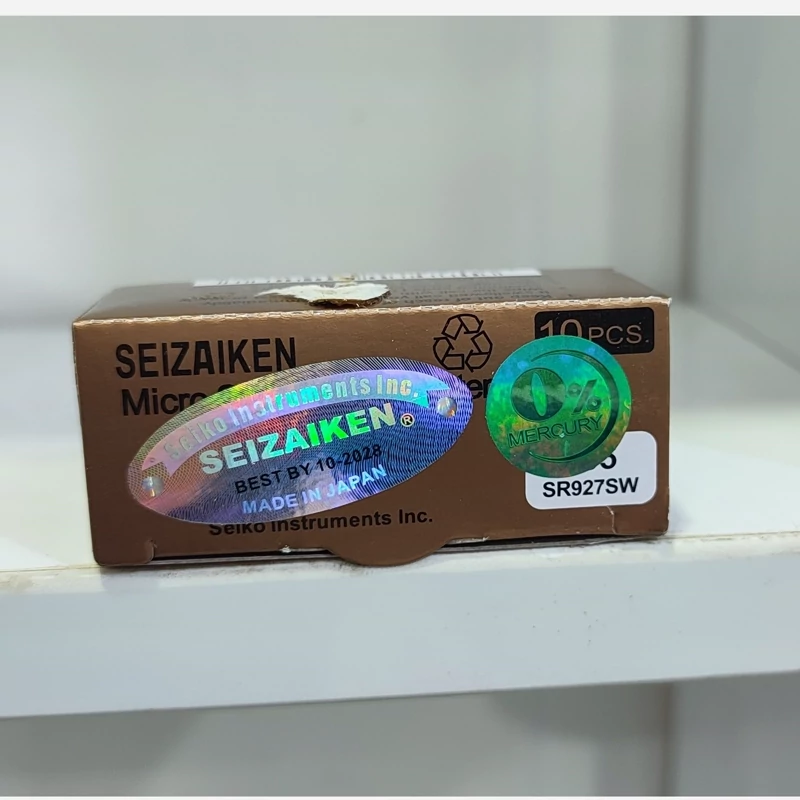 SEIZAIKEN
10 PCS.
Micro
Seiko Instruments Inc.
SEIZAIKEN®
BEST BY 10-2028
MADE IN JAPAN
0%
MERCURY
SR927SW
Seiko Instruments Inc.